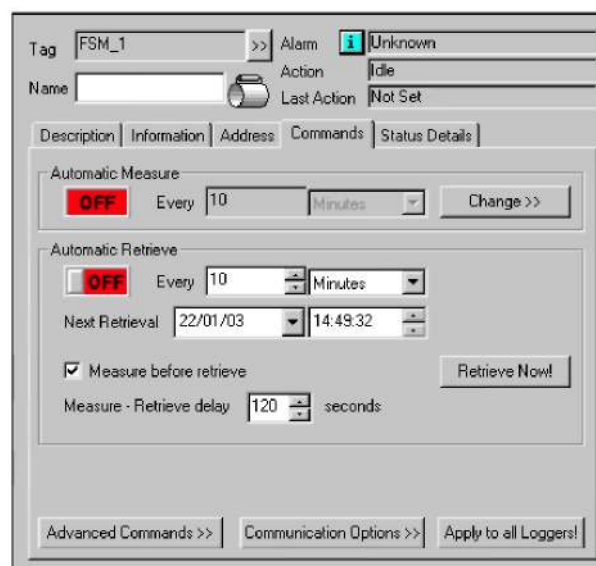 Tag FSM_1 >> Alarm i Unknown
Action Idle
Name Last Action Not Set
Description Information Address Commands Status Details
Automatic Measure
OFF Every 10 Minutes Change >>
Automatic Retrieve
OFF Every 10 Minutes
Next Retrieval 22/01/03 14:49:32
Measure before retrieve Retrieve Now!
Measure - Retrieve delay 120 seconds
Advanced Commands >> Communication Options >> Apply to all Loggers!